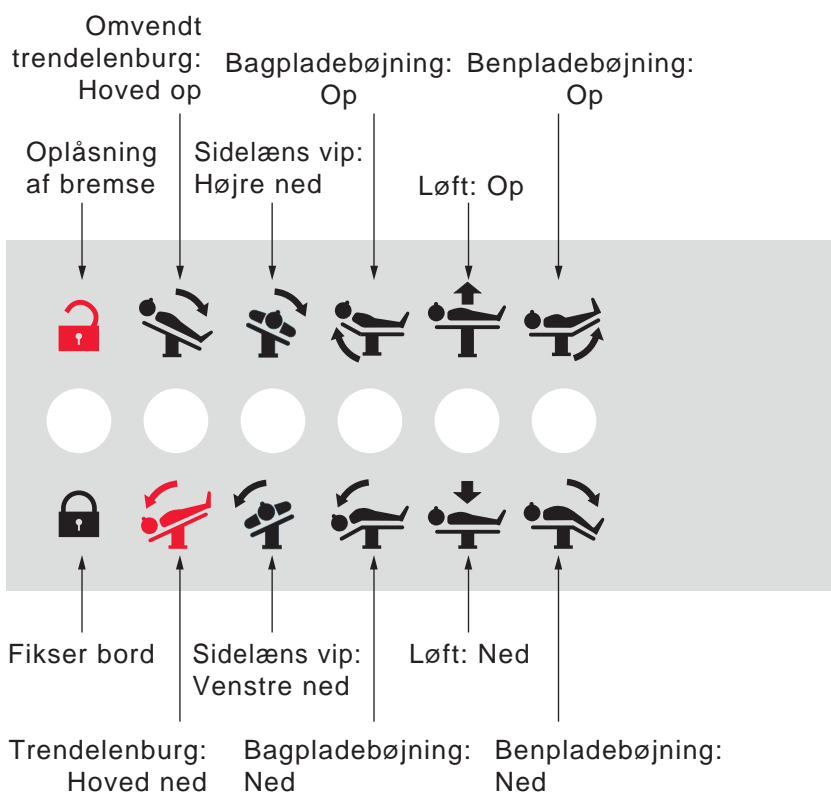 Omvendt
trendelenburg:
Hoved op
Bagpladebøjning:
Op
Benpladebøjning:
Op
Oplåsning
af bremse
Sidelæns vip:
Højre ned
Løft: Op
Fikser bord
Sidelæns vip:
Venstre ned
Løft: Ned
Trendelenburg:
Hoved ned
Bagpladebøjning:
Ned
Benpladebøjning:
Ned